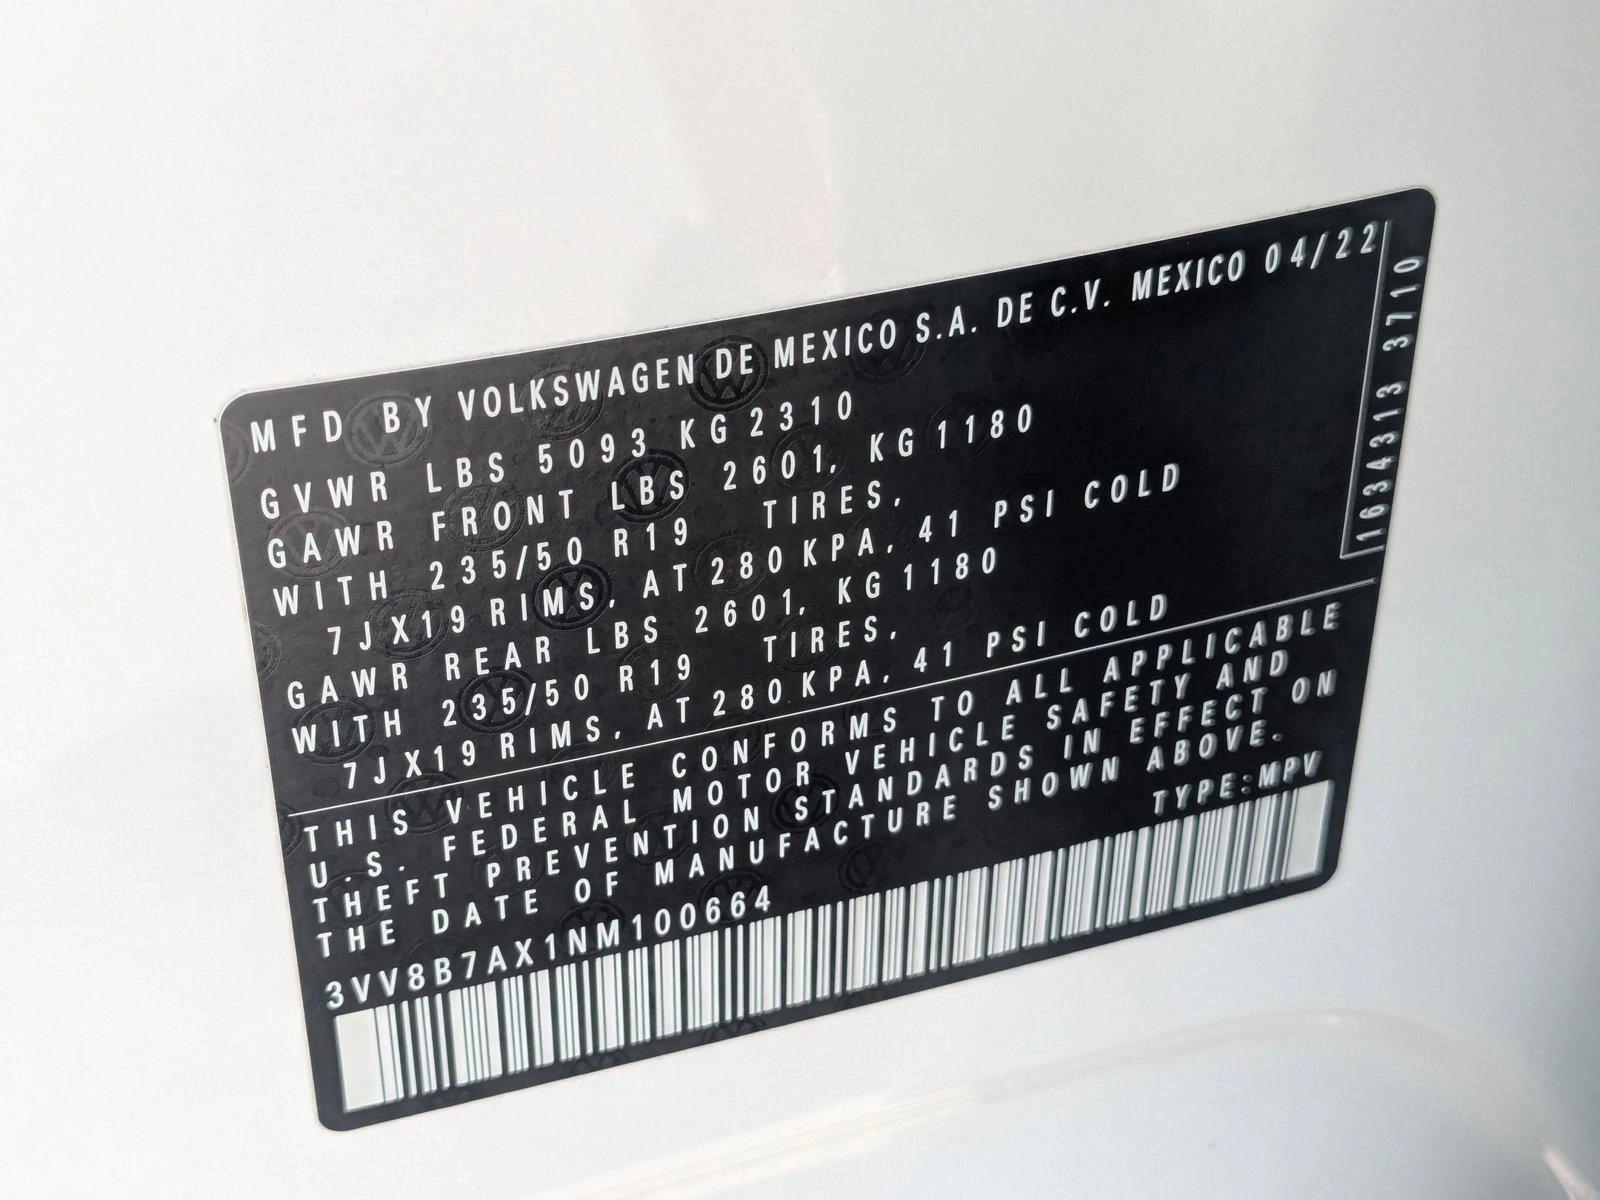 MFD BY VOLKSWAGEN DE MEXICO S.A. DE C.V. MEXICO 04/22
GVWR LBS 5093 KG 2310
GAWR FRONT LBS 2601, KG 1180
WITH 235/50 R19 TIRES,
7JX19 RIMS, AT 280 KPA, 41 PSI COLD
GAWR REAR LBS 2601, KG 1180
WITH 235/50 R19 TIRES,
7JX19 RIMS, AT 280 KPA, 41 PSI COLD
1634313 3710
THIS VEHICLE CONFORMS TO ALL APPLICABLE
U.S. FEDERAL MOTOR VEHICLE SAFETY AND
THEFT PREVENTION STANDARDS IN EFFECT ON
THE DATE OF MANUFACTURE SHOWN ABOVE.
3VV8B7AX1NM100664 TYPE:MPV